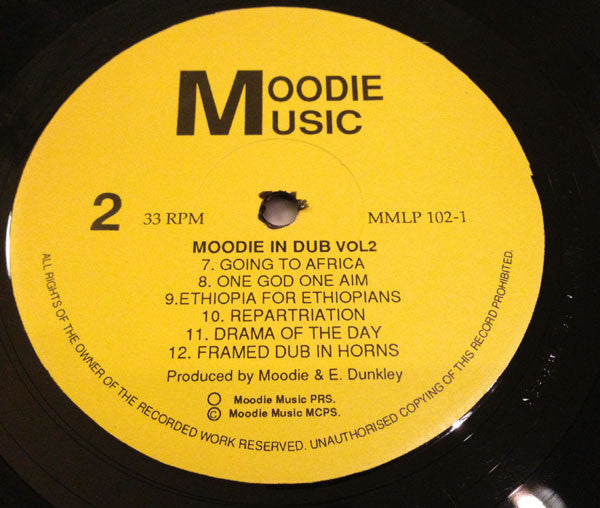 MOODIE
MUSIC
2 33 RPM MMLP 102-1
MOODIE IN DUB VOL2
7. GOING TO AFRICA
8. ONE GOD ONE AIM
9.ETHIOPIA FOR ETHIOPIANS
10. REPARTRIATION
11. DRAMA OF THE DAY
12. FRAMED DUB IN HORNS
Produced by Moodie & E. Dunkley
Moodie Music PRS.
© Moodie Music MCPS.
ALL RIGHTS OF THE OWNER OF THE RECORDED WORK RESERVED. UNAUTHORISED COPYING OF THIS RECORD PROHIBITED.